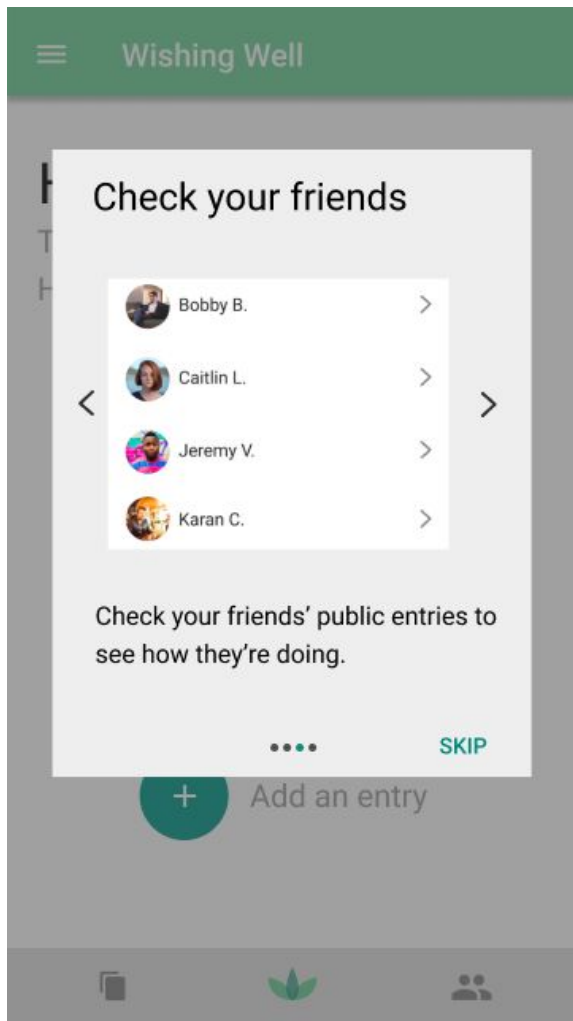 Wishing Well
Check your friends
Bobby B.
Caitlin L.
Jeremy V.
Karan C.
Check your friends' public entries to
see how they're doing.
SKIP
Add an entry